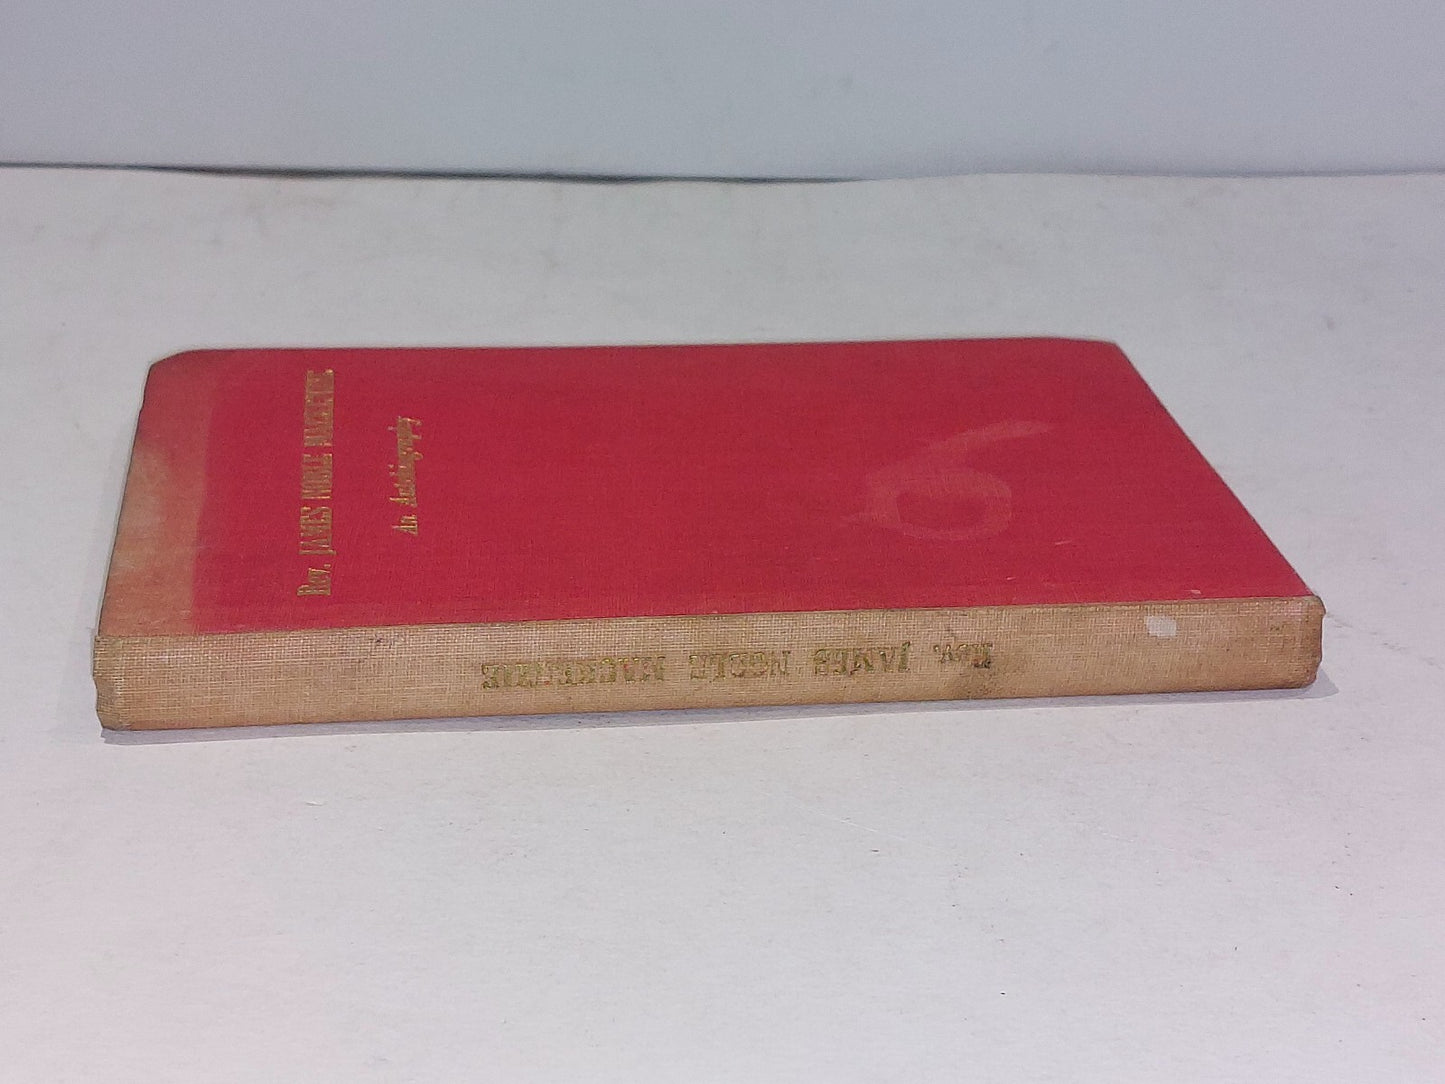 Rev. JAMES NOBLE MACKENZIE.
An Autobiography
Rev. JAMES NOBLE MACKENZIE